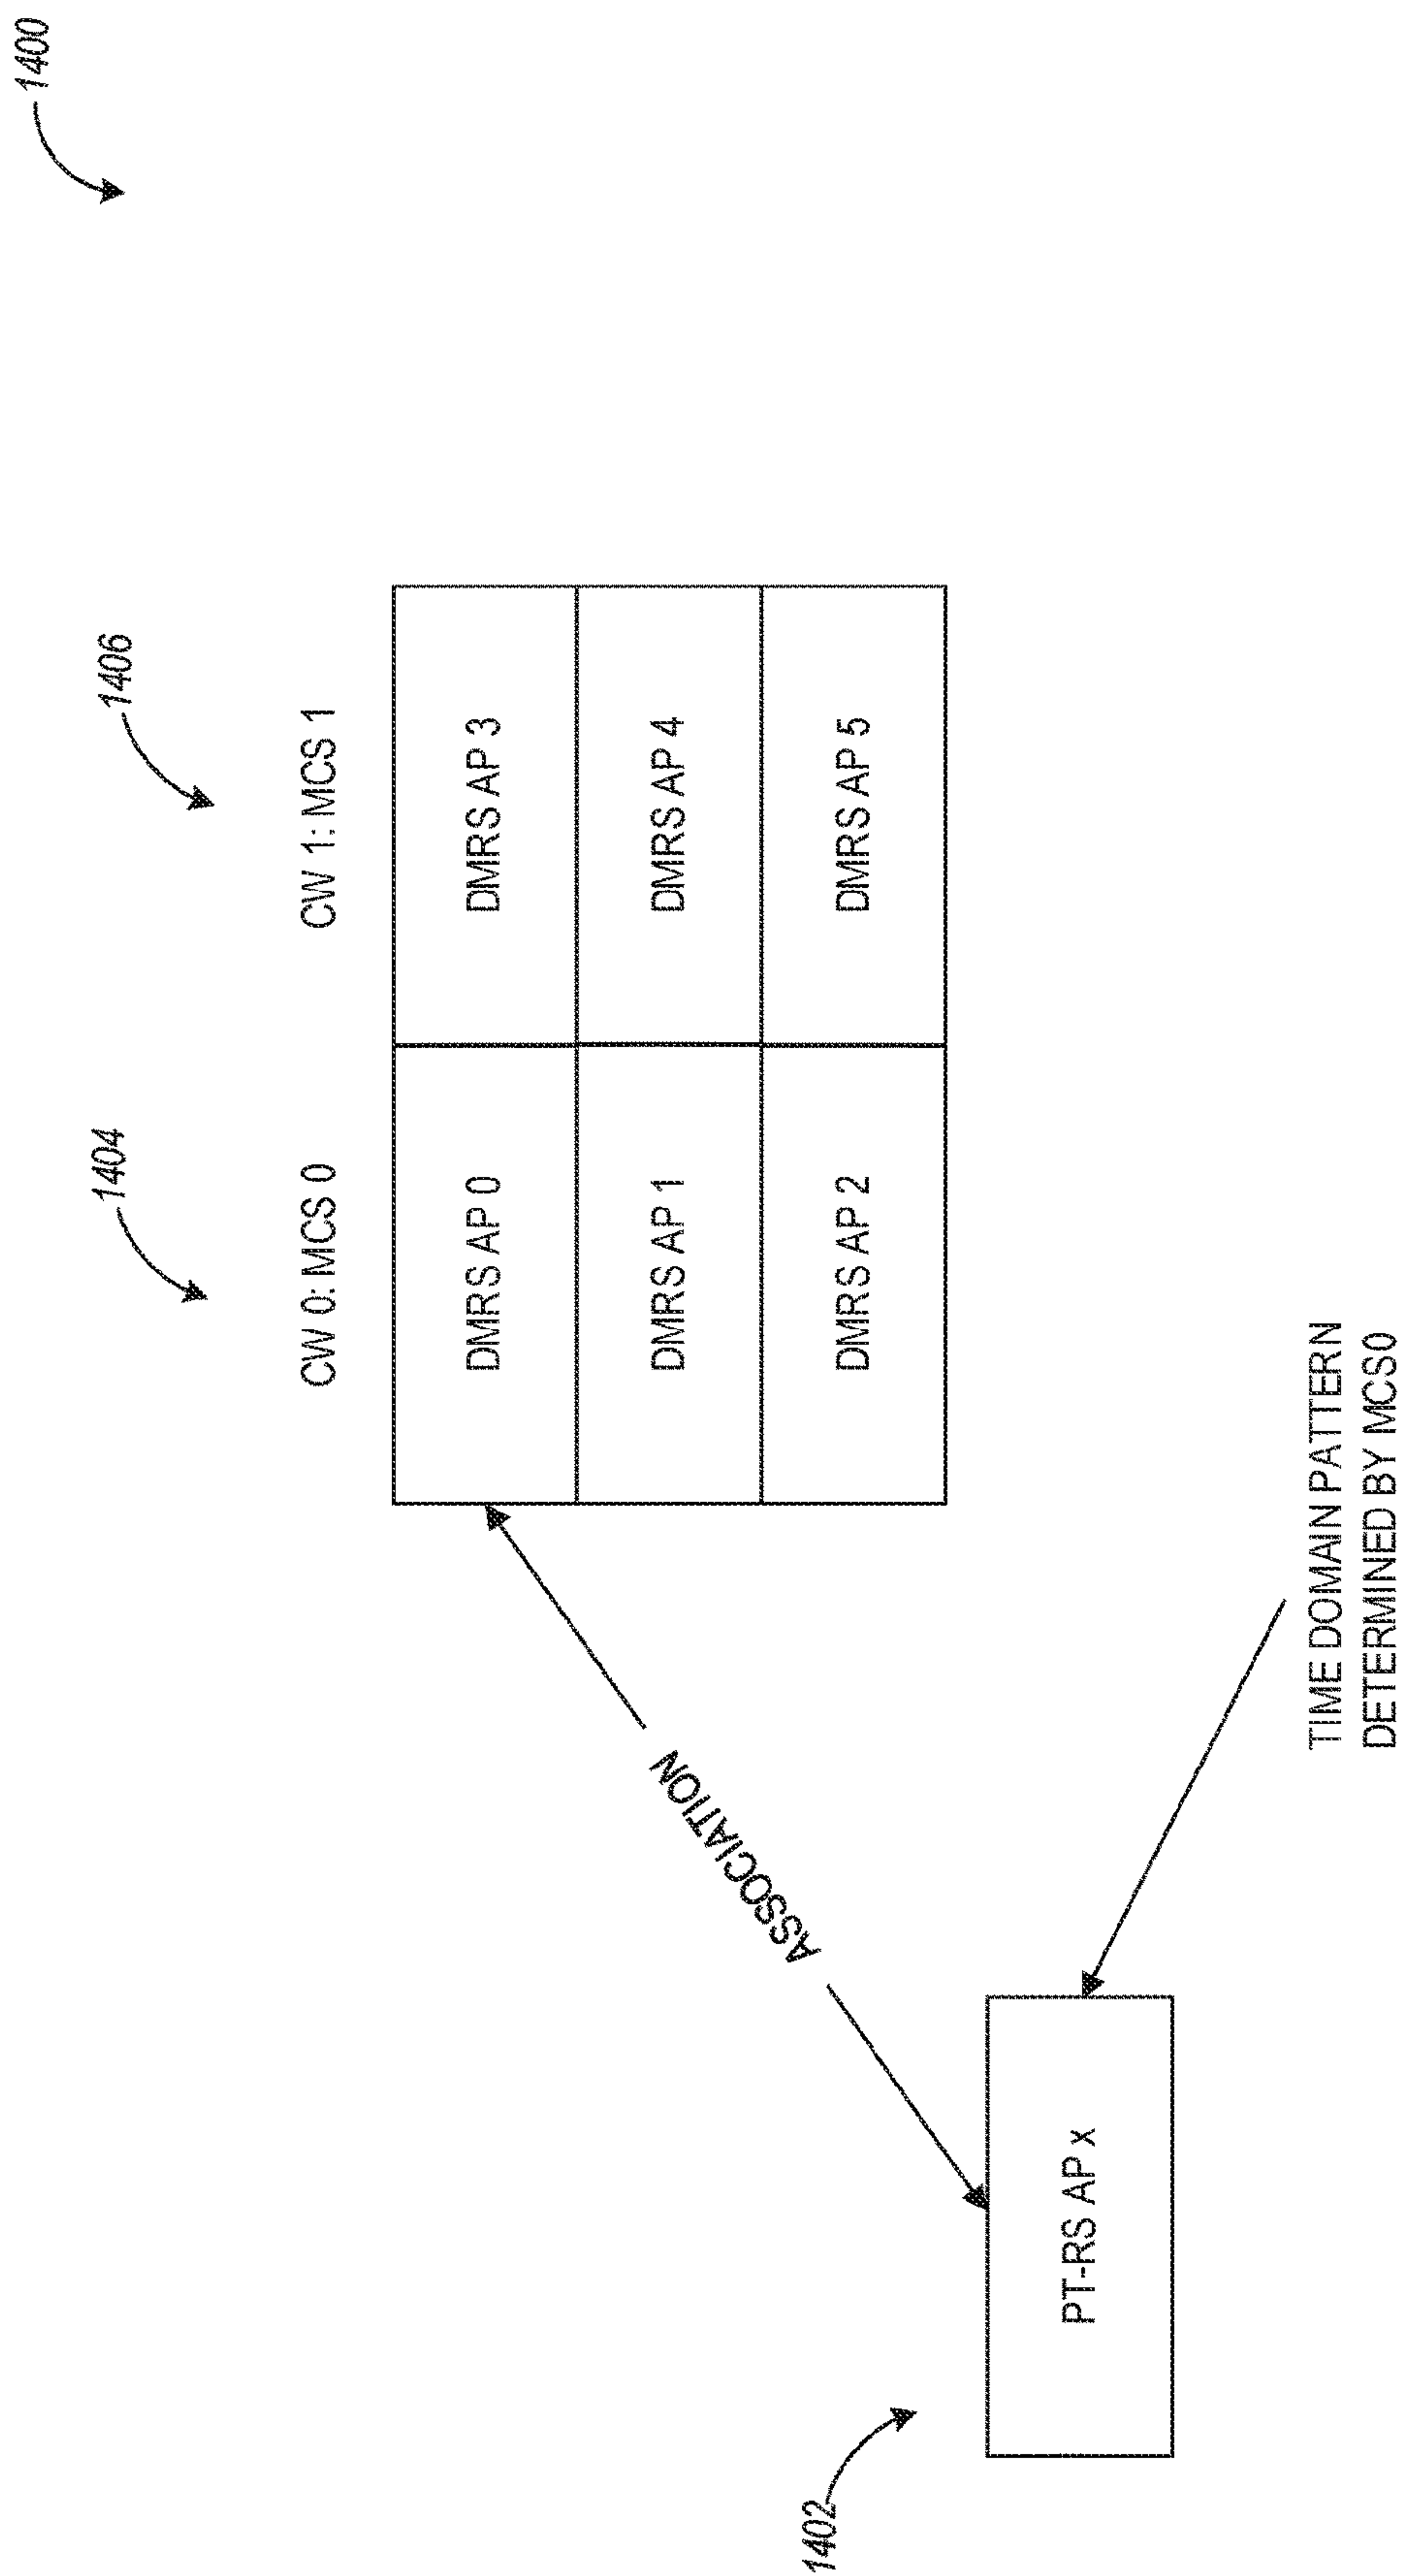 1400
1404
1406
CW 0: MCS 0
CW 1: MCS 1
DMRS AP 0
DMRS AP 3
DMRS AP 1
DMRS AP 4
DMRS AP 2
DMRS AP 5
ASSOCIATION
1402
PT-RS AP x
TIME DOMAIN PATTERN
DETERMINED BY MCS0